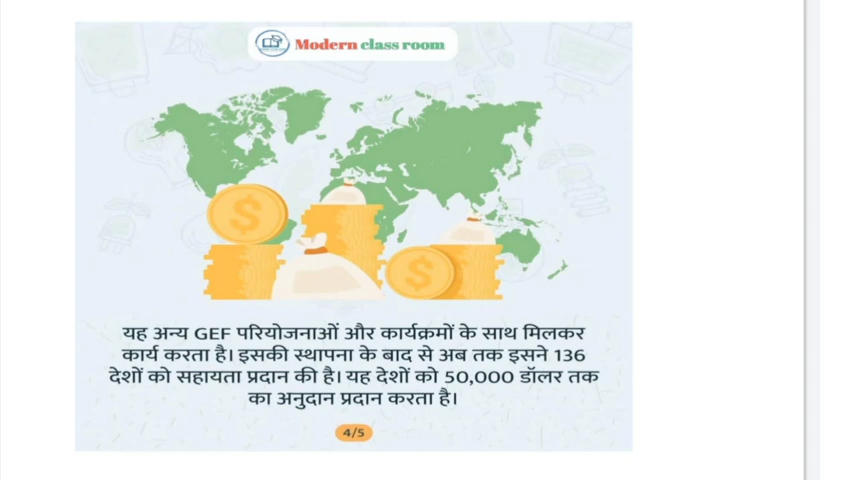 Modern class room
यह अन्य GEF परियोजनाओं और कार्यक्रमों के साथ मिलकर
कार्य करता है। इसकी स्थापना के बाद से अब तक इसने 136
देशों को सहायता प्रदान की है। यह देशों को 50,000 डॉलर तक
का अनुदान प्रदान करता है।
4/5